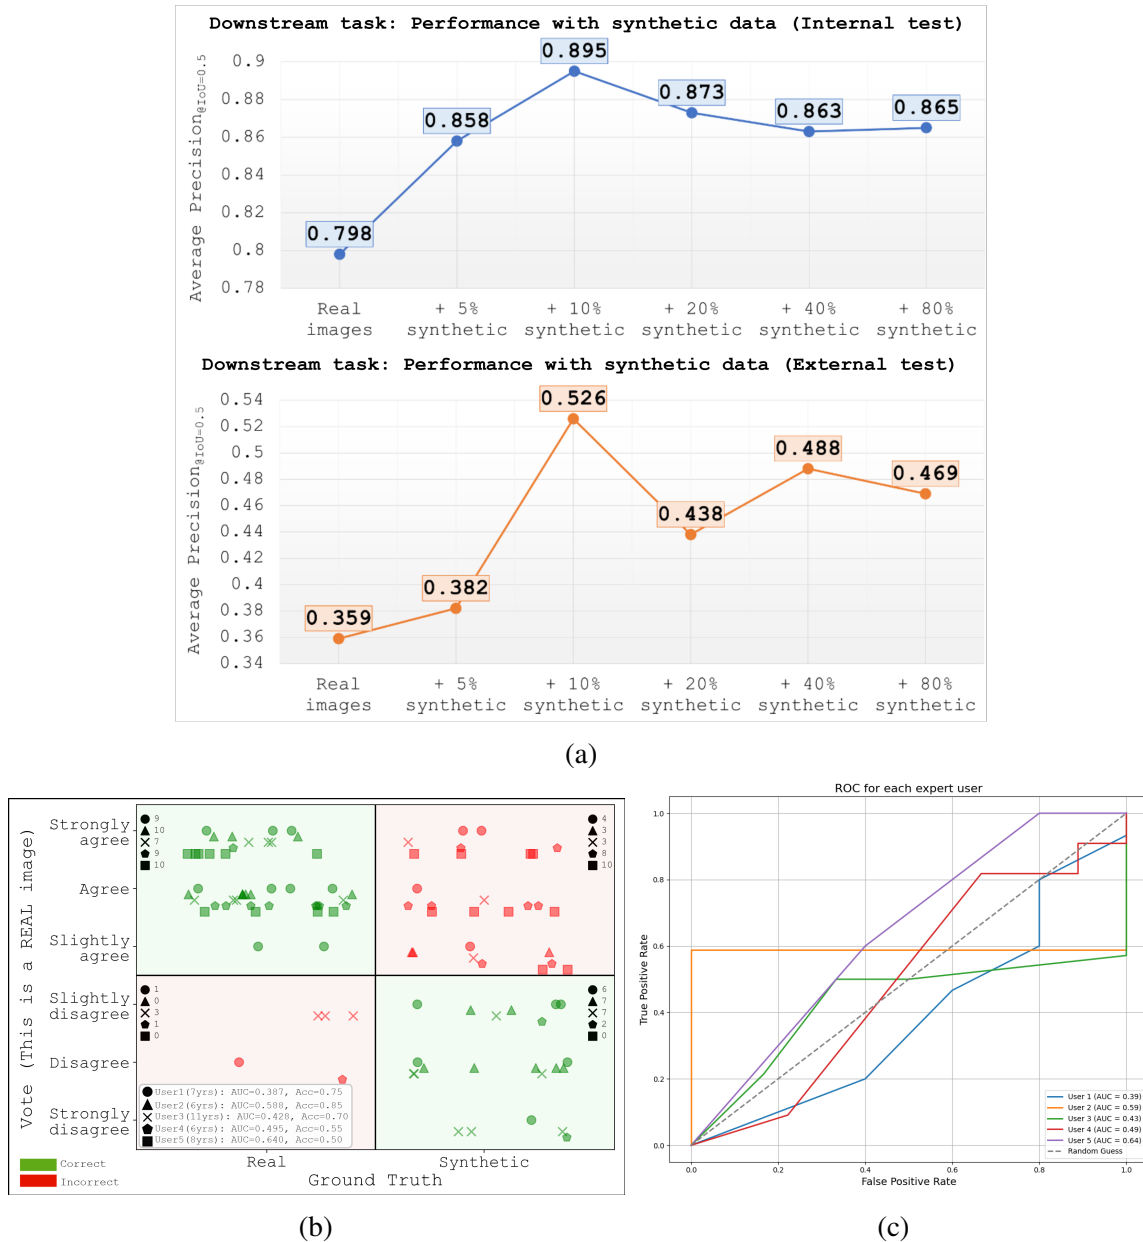 Downstream task: Performance with synthetic data (Internal test)
Average Precision@IoU=0.5
0.9
0.88
0.86
0.84
0.82
0.8
0.78
0.798
0.858
0.895
0.873
0.863
0.865
Real images
+ 5% synthetic
+ 10% synthetic
+ 20% synthetic
+ 40% synthetic
+ 80% synthetic
Downstream task: Performance with synthetic data (External test)
Average Precision@IoU=0.5
0.54
0.52
0.5
0.48
0.46
0.44
0.42
0.4
0.38
0.36
0.34
0.359
0.382
0.526
0.438
0.488
0.469
Real images
+ 5% synthetic
+ 10% synthetic
+ 20% synthetic
+ 40% synthetic
+ 80% synthetic
(a)
Vote (This is a REAL image)
Strongly agree
Agree
Slightly agree
Slightly disagree
Disagree
Strongly disagree
9
10
7
9
10
4
3
3
8
10
1
0
3
1
0
6
7
7
2
0
User1(7yrs): AUC=0.387, Acc=0.75
User2(6yrs): AUC=0.588, Acc=0.85
User3(11yrs): AUC=0.428, Acc=0.70
User4(6yrs): AUC=0.495, Acc=0.55
User5(8yrs): AUC=0.640, Acc=0.50
Real
Synthetic
Ground Truth
Correct
Incorrect
(b)
ROC for each expert user
True Positive Rate
1.0
0.8
0.6
0.4
0.2
0.0
0.0
0.2
0.4
0.6
0.8
1.0
False Positive Rate
User 1 (AUC = 0.39)
User 2 (AUC = 0.59)
User 3 (AUC = 0.43)
User 4 (AUC = 0.49)
User 5 (AUC = 0.64)
Random Guess
(c)